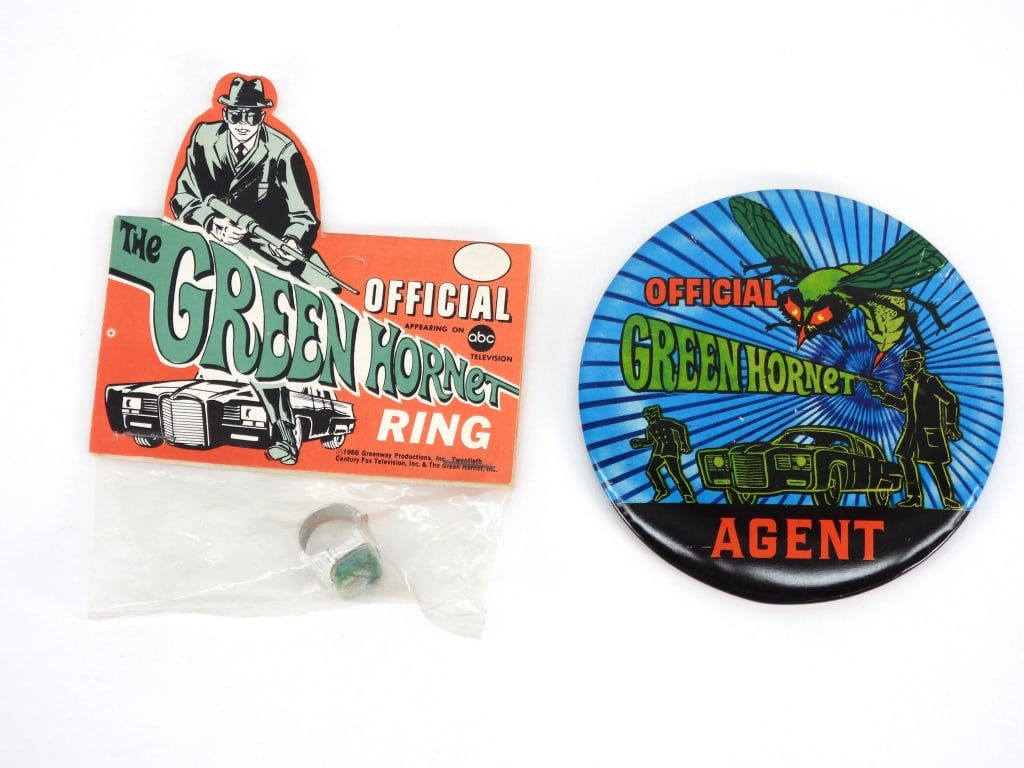 THE
GREEN HORNET
OFFICIAL
APPEARING ON abc
TELEVISION
RING
©1966 Greenway Productions, Inc. Twentieth
Century Fox Television, Inc. & The Green Hornet, Inc.
OFFICIAL
GREEN HORNET
AGENT